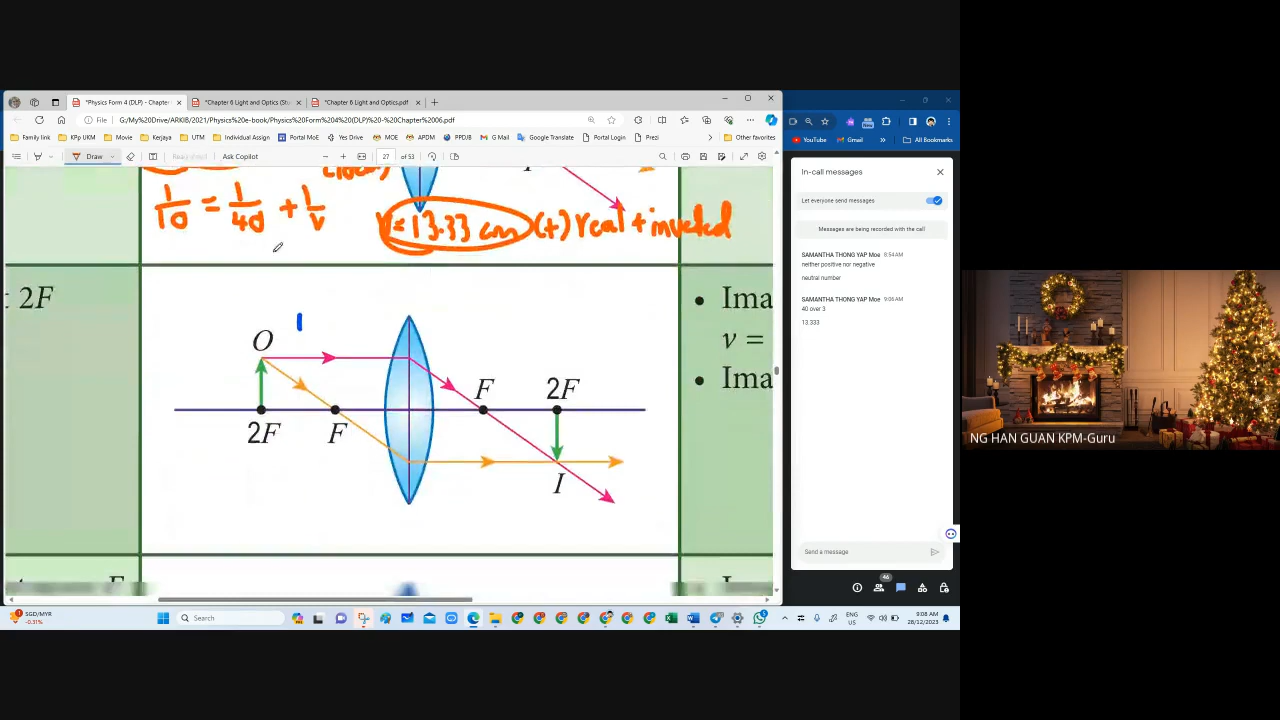 *Physics Form 4 (DLP) - Chapter
*Chapter 6 Light and Optics (Stu
*Chapter 6 Light and Optics.pdf
File
G:/My%20Drive/ARKIB/2021/Physics%20e-book/Physics%20Form%204%20(DLP)%20-%20Chapter%2006.pdf
Family link
KPp UKM
Movie
Kerjaya
UTM
Individual Assign
Portal MoE
Yes Drive
MOE
APDM
PPDJB
G Mail
Google Translate
Portal Login
Prezi
Other favorites
Draw
Ask Copilot
27 of 53
1/10 = 1/40 + 1/v
v = 13.33 cm (+) real + inverted
t 2F
O
2F
F
F
2F
I
• Ima
v =
• Ima
YouTube
Gmail
All Bookmarks
In-call messages
Let everyone send messages
Messages are being recorded with the call
SAMANTHA THONG YAP Moe 8:54AM
neither positive nor negative
neutral number
SAMANTHA THONG YAP Moe 9:06AM
40 over 3
13.333
Send a message
46
NG HAN GUAN KPM-Guru
SGD/MYR
-0.31%
Search
ENG
US
9:08 AM
28/12/2023